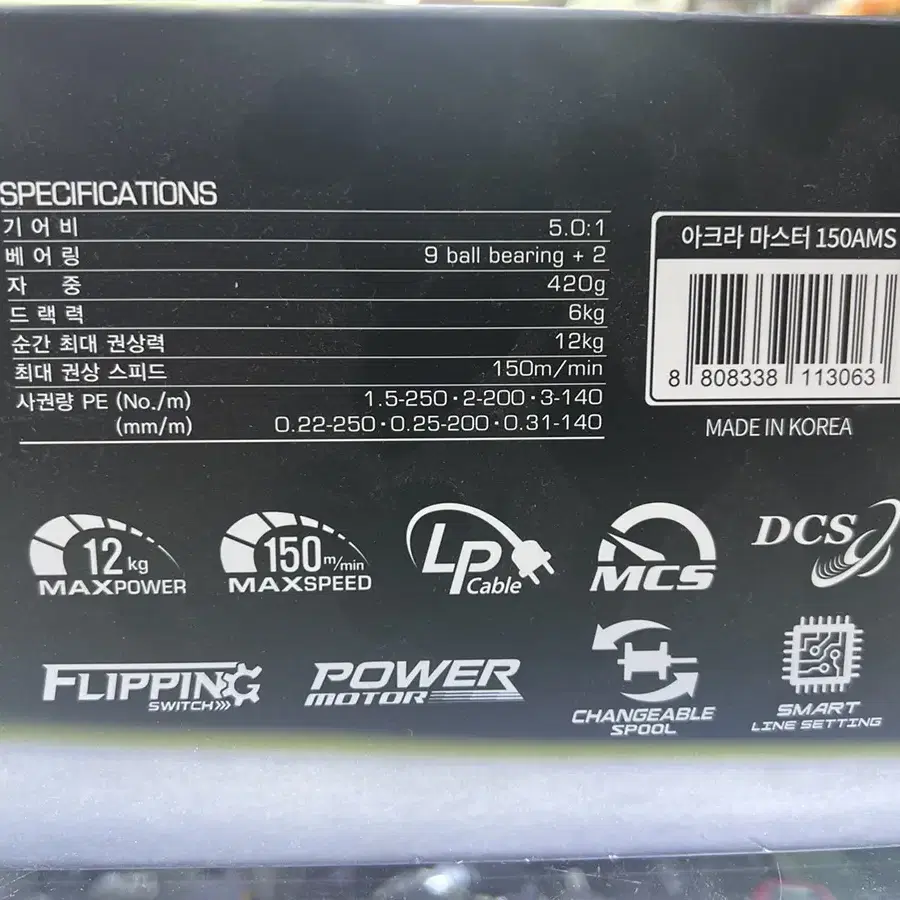 SPECIFICATIONS
기 어 비 5.0:1
베 어 링 9 ball bearing + 2
자 중 420g
드 랙 력 6kg
순간 최대 권상력 12kg
최대 권상 스피드 150m/min
사권량 PE (No./m) 1.5-250 · 2-200 · 3-140
(mm/m) 0.22-250 · 0.25-200 · 0.31-140
아크라 마스터 150AMS
8 808338 113063
MADE IN KOREA
12kg
MAXPOWER
150m/min
MAXSPEED
LP
Cable
MCS
DCS
FLIPPING
SWITCH
POWER
MOTOR
CHANGEABLE
SPOOL
SMART
LINE SETTING